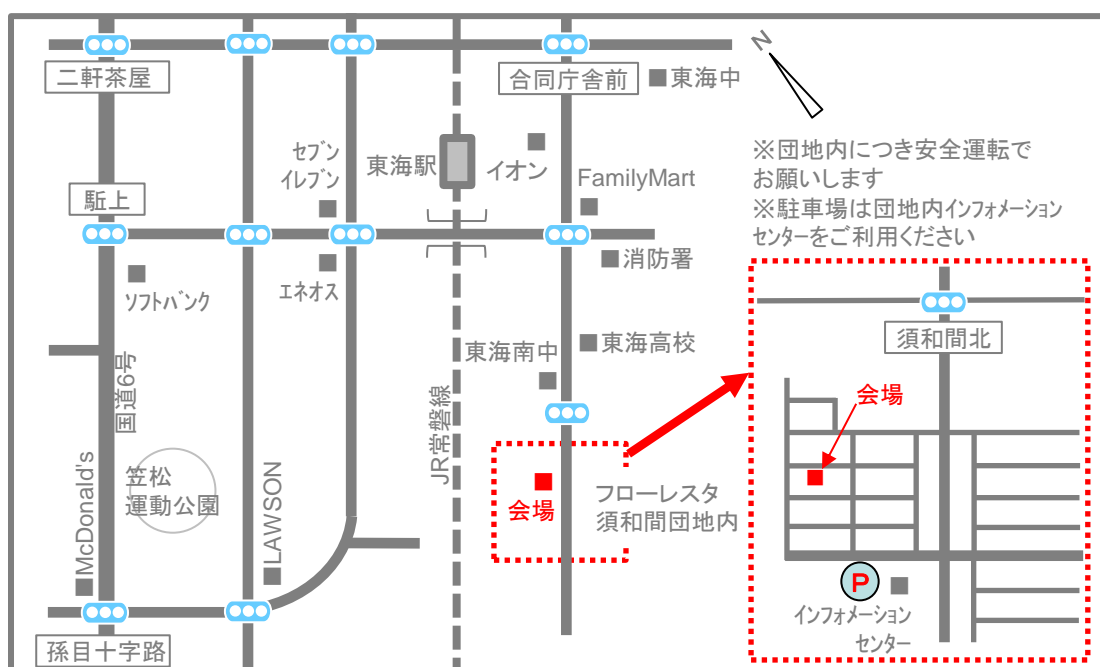 二軒茶屋
合同庁舎前
東海中
N
セブン
イレブン
東海駅
イオン
FamilyMart
駈上
消防署
ソフトバンク
エネオス
※団地内につき安全運転で
お願いします
※駐車場は団地内インフォメーション
センターをご利用ください
国道6号
東海南中
東海高校
JR常磐線
McDonald's
笠松
運動公園
LAWSON
会場
フローレスタ
須和間団地内
孫目十字路
須和間北
会場
P
インフォメーション
センター